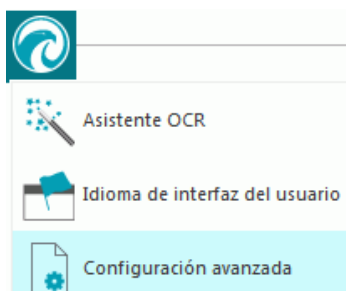 Asistente OCR
Idioma de interfaz del usuario
Configuración avanzada